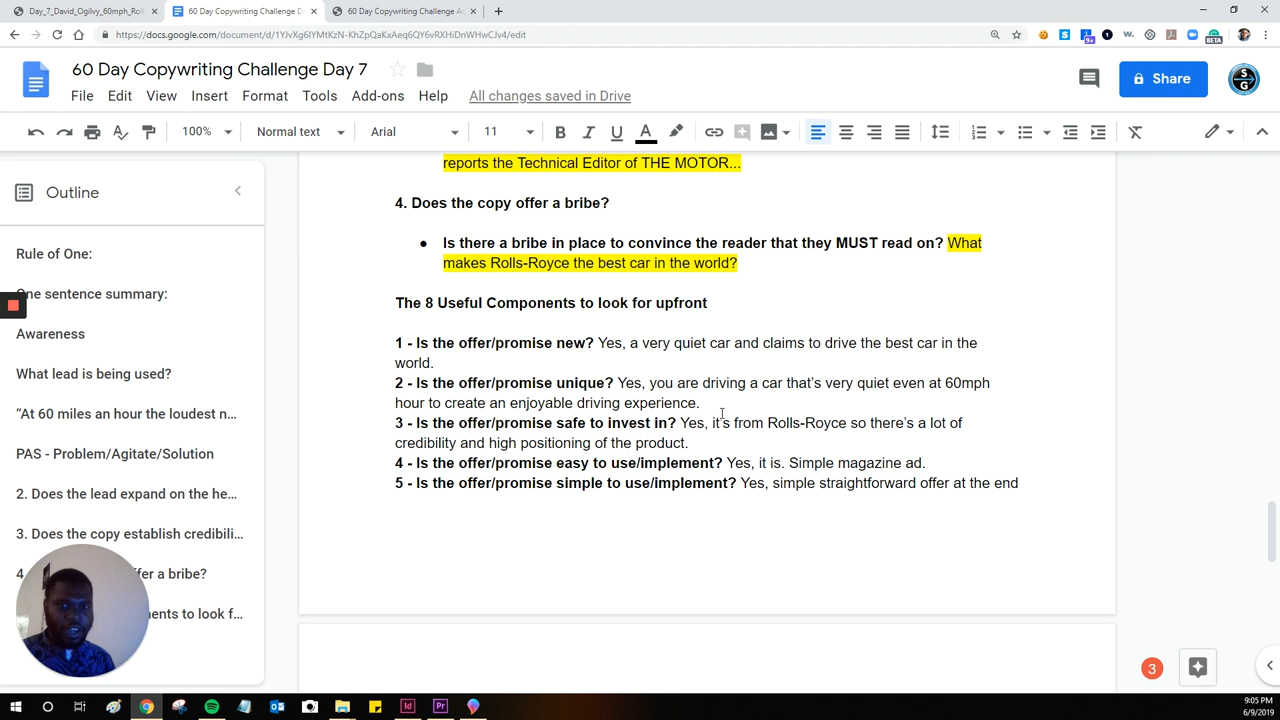 Day_7_David_Ogilvy_60mph_Roll
60 Day Copywriting Challenge D
60 Day Copywriting Challenge A
https://docs.google.com/document/d/1YJvXg6IYMtKzN-KhZpQaKxAeq6QY6vRXHiDnWHwCJv4/edit
9+
BETA
60 Day Copywriting Challenge Day 7
File Edit View Insert Format Tools Add-ons Help All changes saved in Drive
Share
S
G
100% Normal text Arial 11 B I U A
Outline
Rule of One:
One sentence summary:
Awareness
What lead is being used?
“At 60 miles an hour the loudest n...
PAS - Problem/Agitate/Solution
2. Does the lead expand on the he...
3. Does the copy establish credibili...
4 fer a bribe?
ents to look f...
reports the Technical Editor of THE MOTOR...
4. Does the copy offer a bribe?
● Is there a bribe in place to convince the reader that they MUST read on? What
makes Rolls-Royce the best car in the world?
The 8 Useful Components to look for upfront
1 - Is the offer/promise new? Yes, a very quiet car and claims to drive the best car in the
world.
2 - Is the offer/promise unique? Yes, you are driving a car that’s very quiet even at 60mph
hour to create an enjoyable driving experience.
3 - Is the offer/promise safe to invest in? Yes, it’s from Rolls-Royce so there’s a lot of
credibility and high positioning of the product.
4 - Is the offer/promise easy to use/implement? Yes, it is. Simple magazine ad.
5 - Is the offer/promise simple to use/implement? Yes, simple straightforward offer at the end
3
Id Pr
9:05 PM
6/9/2019